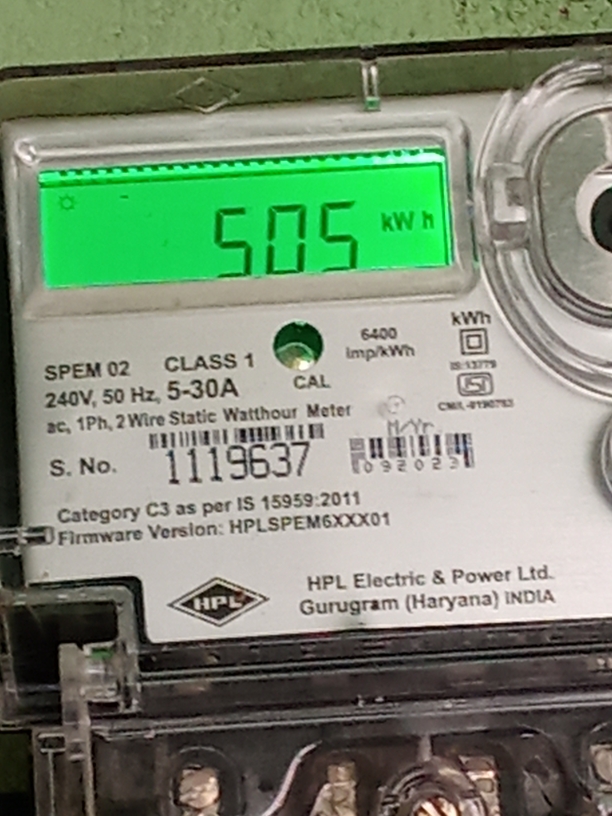 505 kWh
6400
imp/kWh
kWh
SPEM 02 CLASS 1
CAL
IS:13779
240V, 50 Hz, 5-30A
ac, 1Ph, 2 Wire Static Watthour Meter
M/Yr.
S. No. 1119637
092023
Category C3 as per IS 15959:2011
Firmware Version: HPLSPEM6XXX01
HPL
HPL Electric & Power Ltd.
Gurugram (Haryana) INDIA